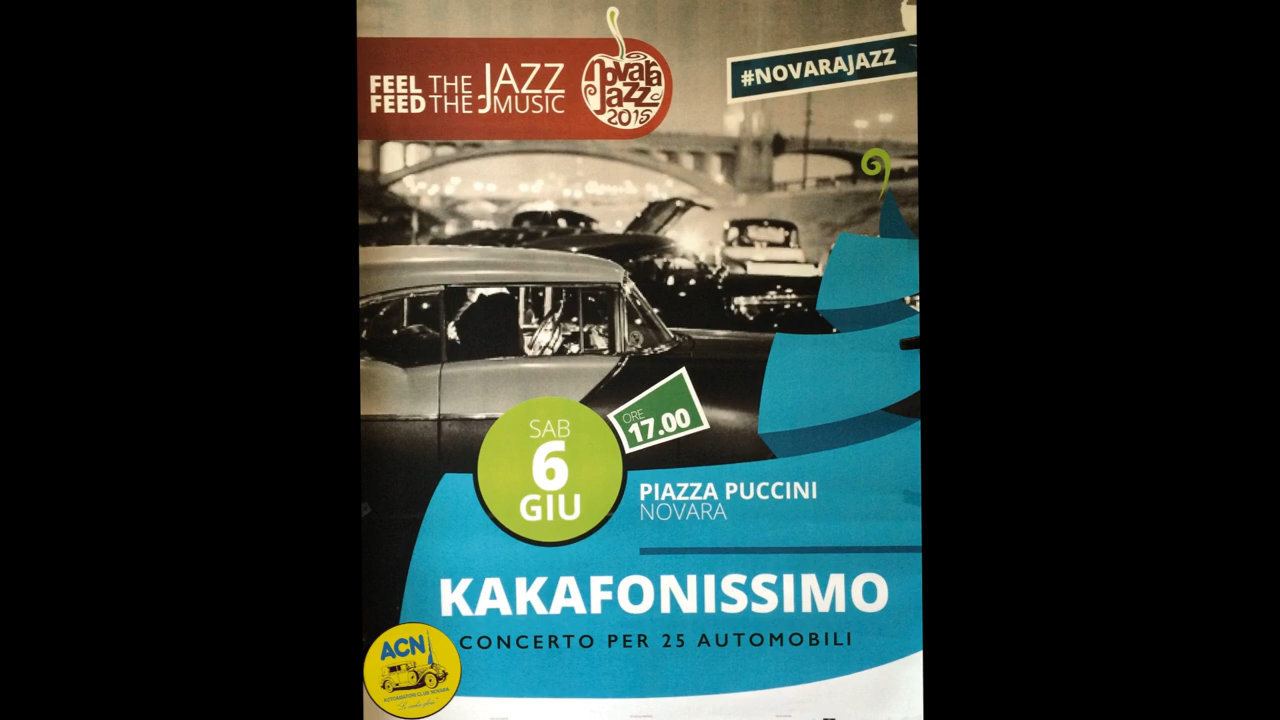 FEEL THE JAZZ
FEED THE MUSIC
Novara
Jazz
2015
#NOVARAJAZZ
ORE
17.00
SAB
6
GIU
PIAZZA PUCCINI
NOVARA
KAKAFONISSIMO
CONCERTO PER 25 AUTOMOBILI
ACN